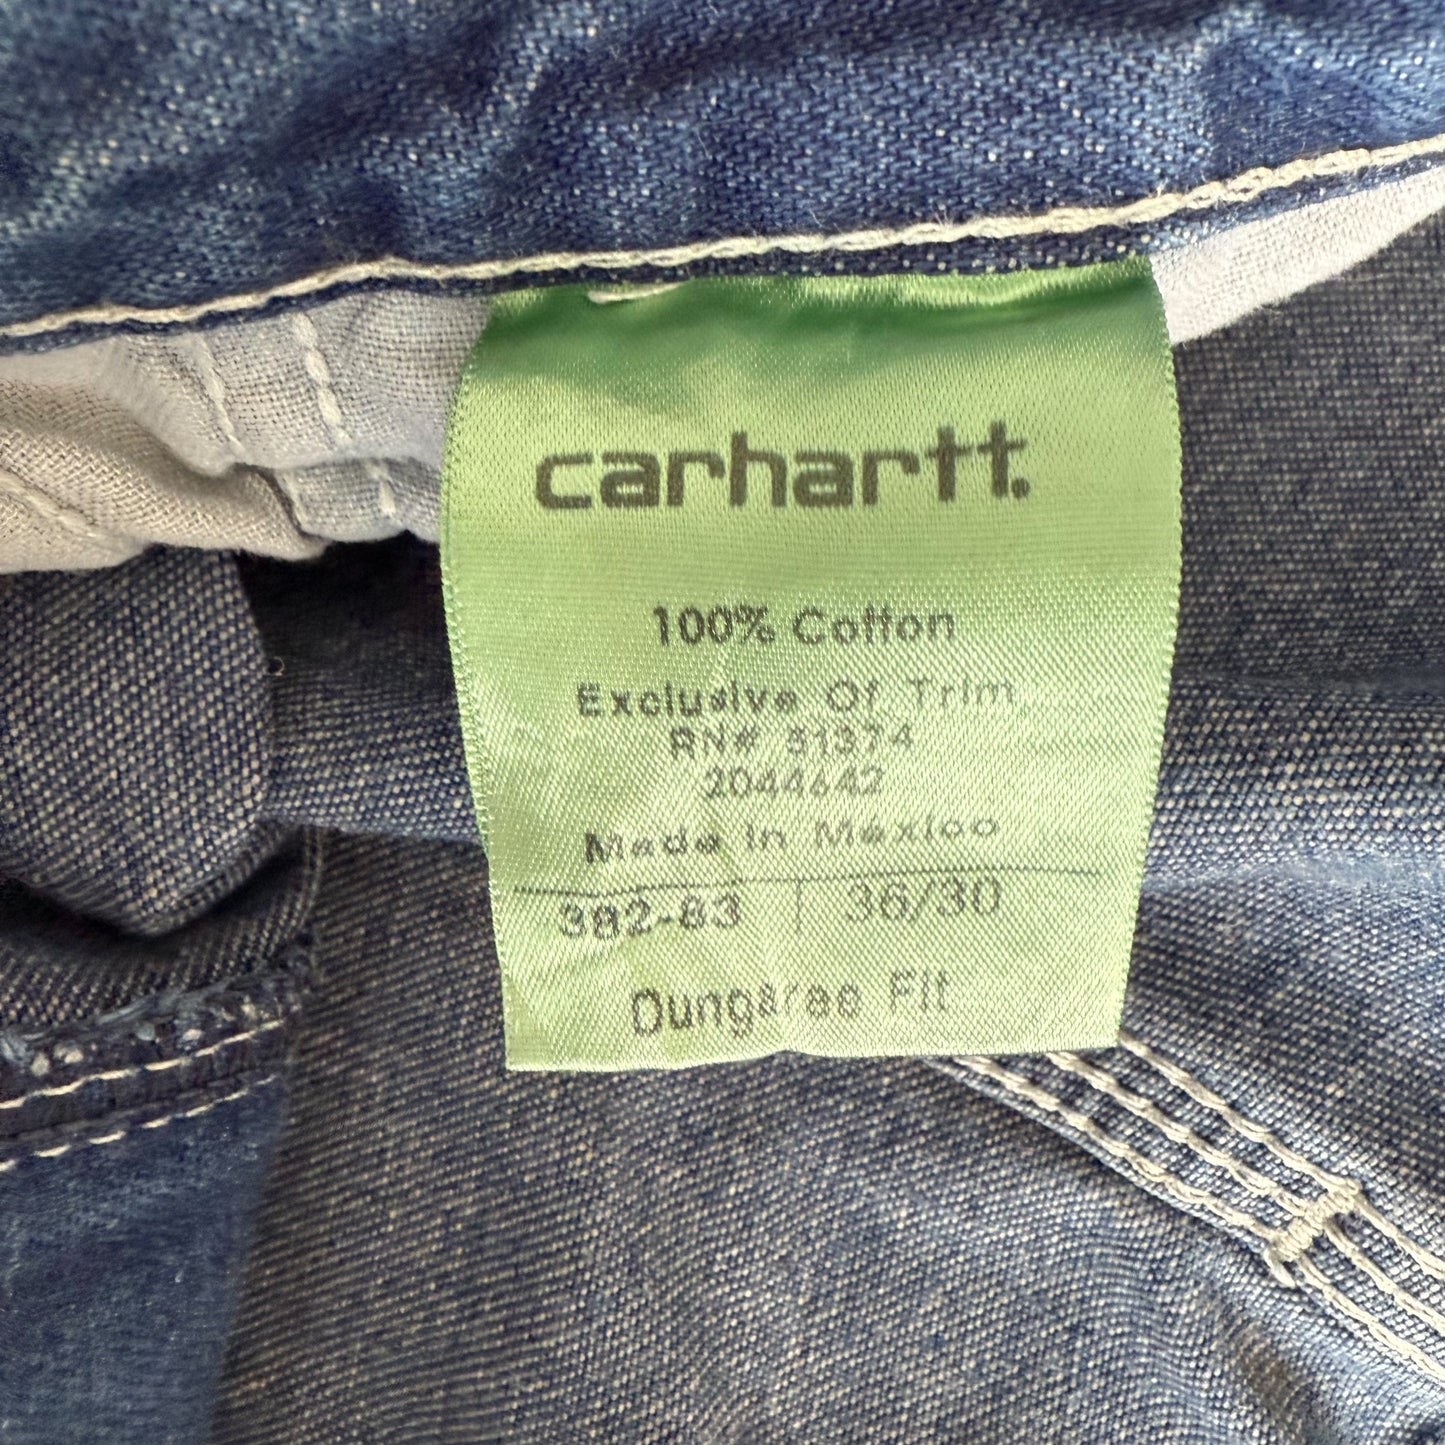 carhartt.
100% Cotton
Exclusive Of Trim
RN# 51374
2044642
Made In Mexico
382-83 | 36/30
Dungaree Fit